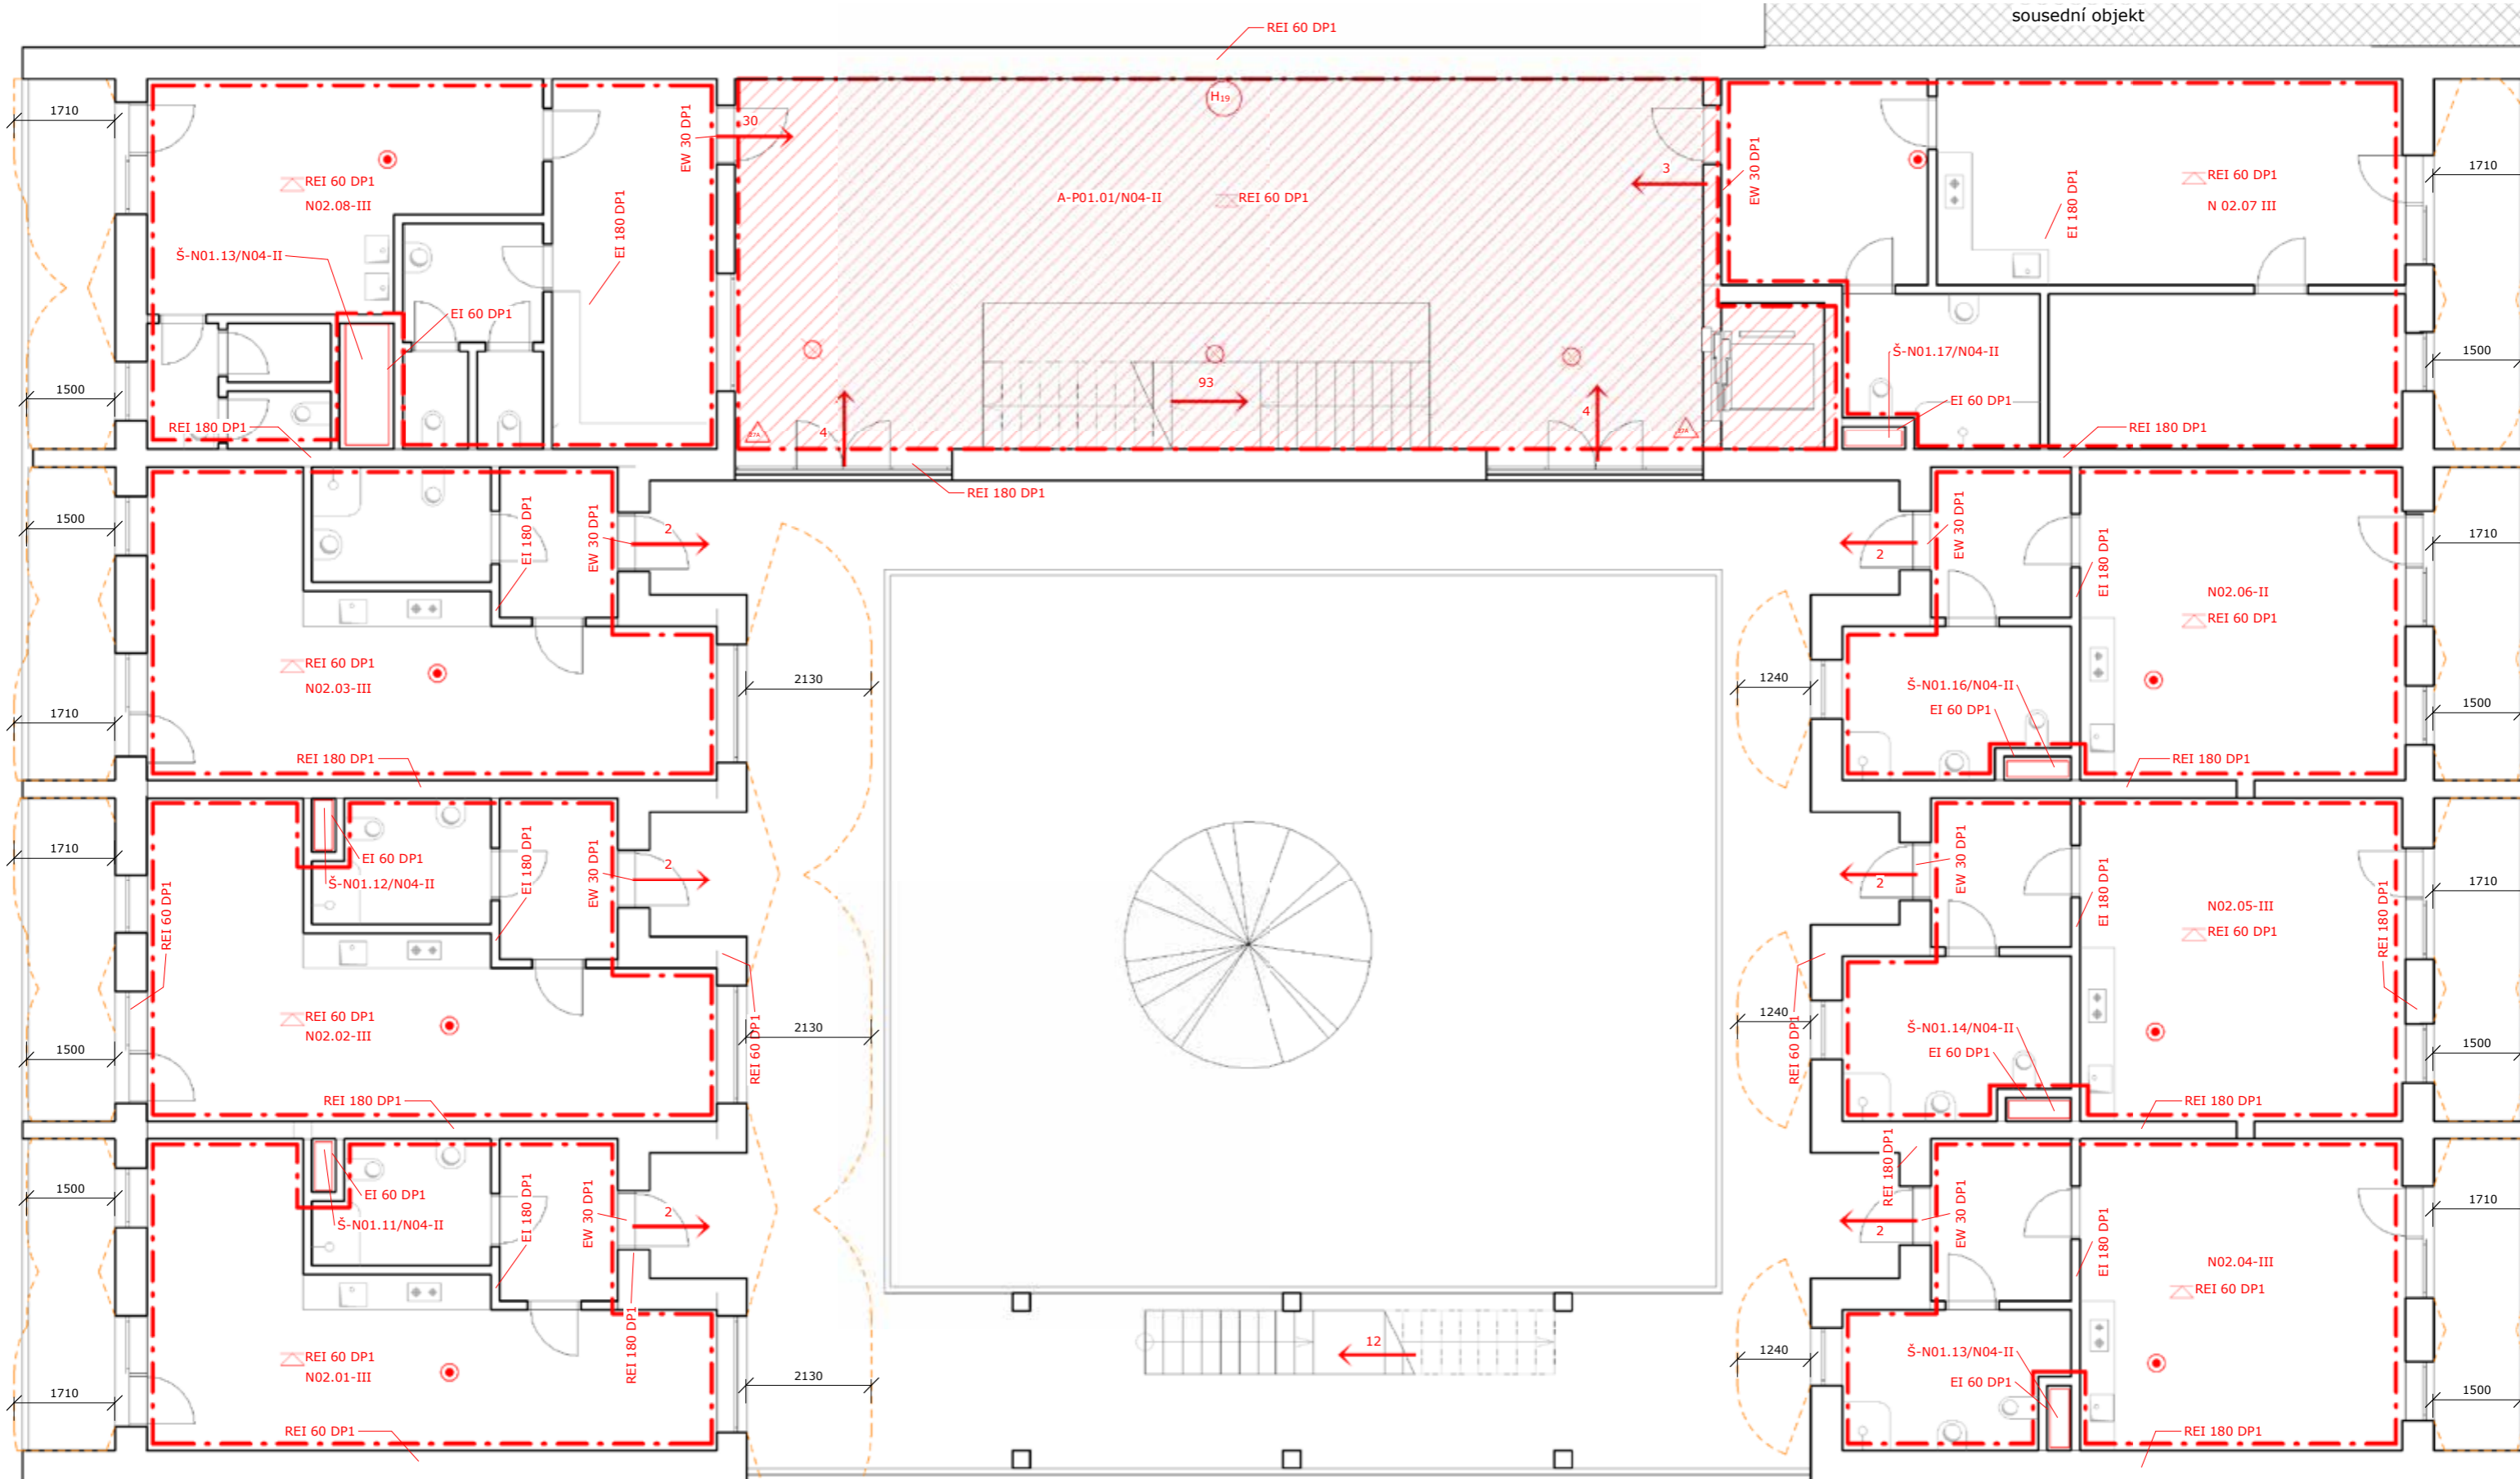 sousední objekt
REI 60 DP1
1710
EW 30 DP1
30
H19
3
EW 30 DP1
1710
REI 60 DP1
N02.08-III
EI 180 DP1
A-P01.01/N04-II
REI 60 DP1
EI 180 DP1
REI 60 DP1
N 02.07 III
Š-N01.13/N04-II
EI 60 DP1
Š-N01.17/N04-II
1500
93
1500
EI 60 DP1
REI 180 DP1
4
4
REI 180 DP1
REI 180 DP1
1500
EI 180 DP1
EW 30 DP1
2
2
EW 30 DP1
EI 180 DP1
1710
N02.06-II
REI 60 DP1
REI 60 DP1
N02.03-III
2130
1240
Š-N01.16/N04-II
EI 60 DP1
1710
1500
REI 180 DP1
REI 180 DP1
1710
EI 60 DP1
Š-N01.12/N04-II
EI 180 DP1
EW 30 DP1
2
2
EW 30 DP1
EI 180 DP1
1710
REI 60 DP1
N02.05-III
REI 60 DP1
REI 180 DP1
REI 60 DP1
N02.02-III
2130
REI 60 DP1
1240
REI 60 DP1
Š-N01.14/N04-II
EI 60 DP1
1500
1500
REI 180 DP1
REI 180 DP1
1500
EI 60 DP1
Š-N01.11/N04-II
EI 180 DP1
EW 30 DP1
2
REI 180 DP1
2
EW 30 DP1
EI 180 DP1
1710
N02.04-III
REI 60 DP1
REI 180 DP1
12
REI 60 DP1
N02.01-III
2130
1240
Š-N01.13/N04-II
EI 60 DP1
1710
1500
REI 60 DP1
REI 180 DP1